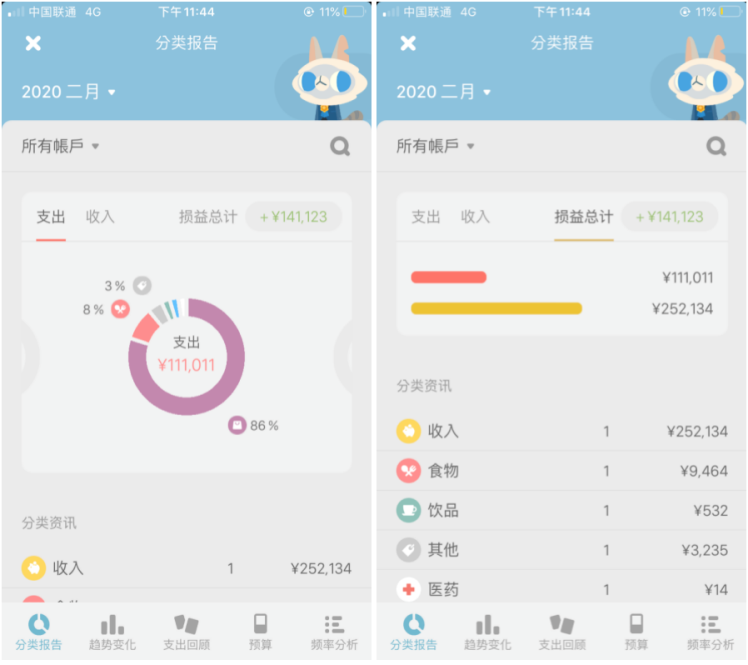 中国联通 4G
下午11:44
11%
分类报告
2020 二月
所有帳戶
支出
收入
损益总计
+ ¥141,123
3 %
8 %
支出
¥111,011
86 %
分类资讯
收入 1 ¥252,134
分类报告
趋势变化
支出回顾
预算
频率分析
中国联通 4G
下午11:44
11%
分类报告
2020 二月
所有帳戶
支出
收入
损益总计
+ ¥141,123
¥111,011
¥252,134
分类资讯
收入 1 ¥252,134
食物 1 ¥9,464
饮品 1 ¥532
其他 1 ¥3,235
医药 1 ¥14
分类报告
趋势变化
支出回顾
预算
频率分析